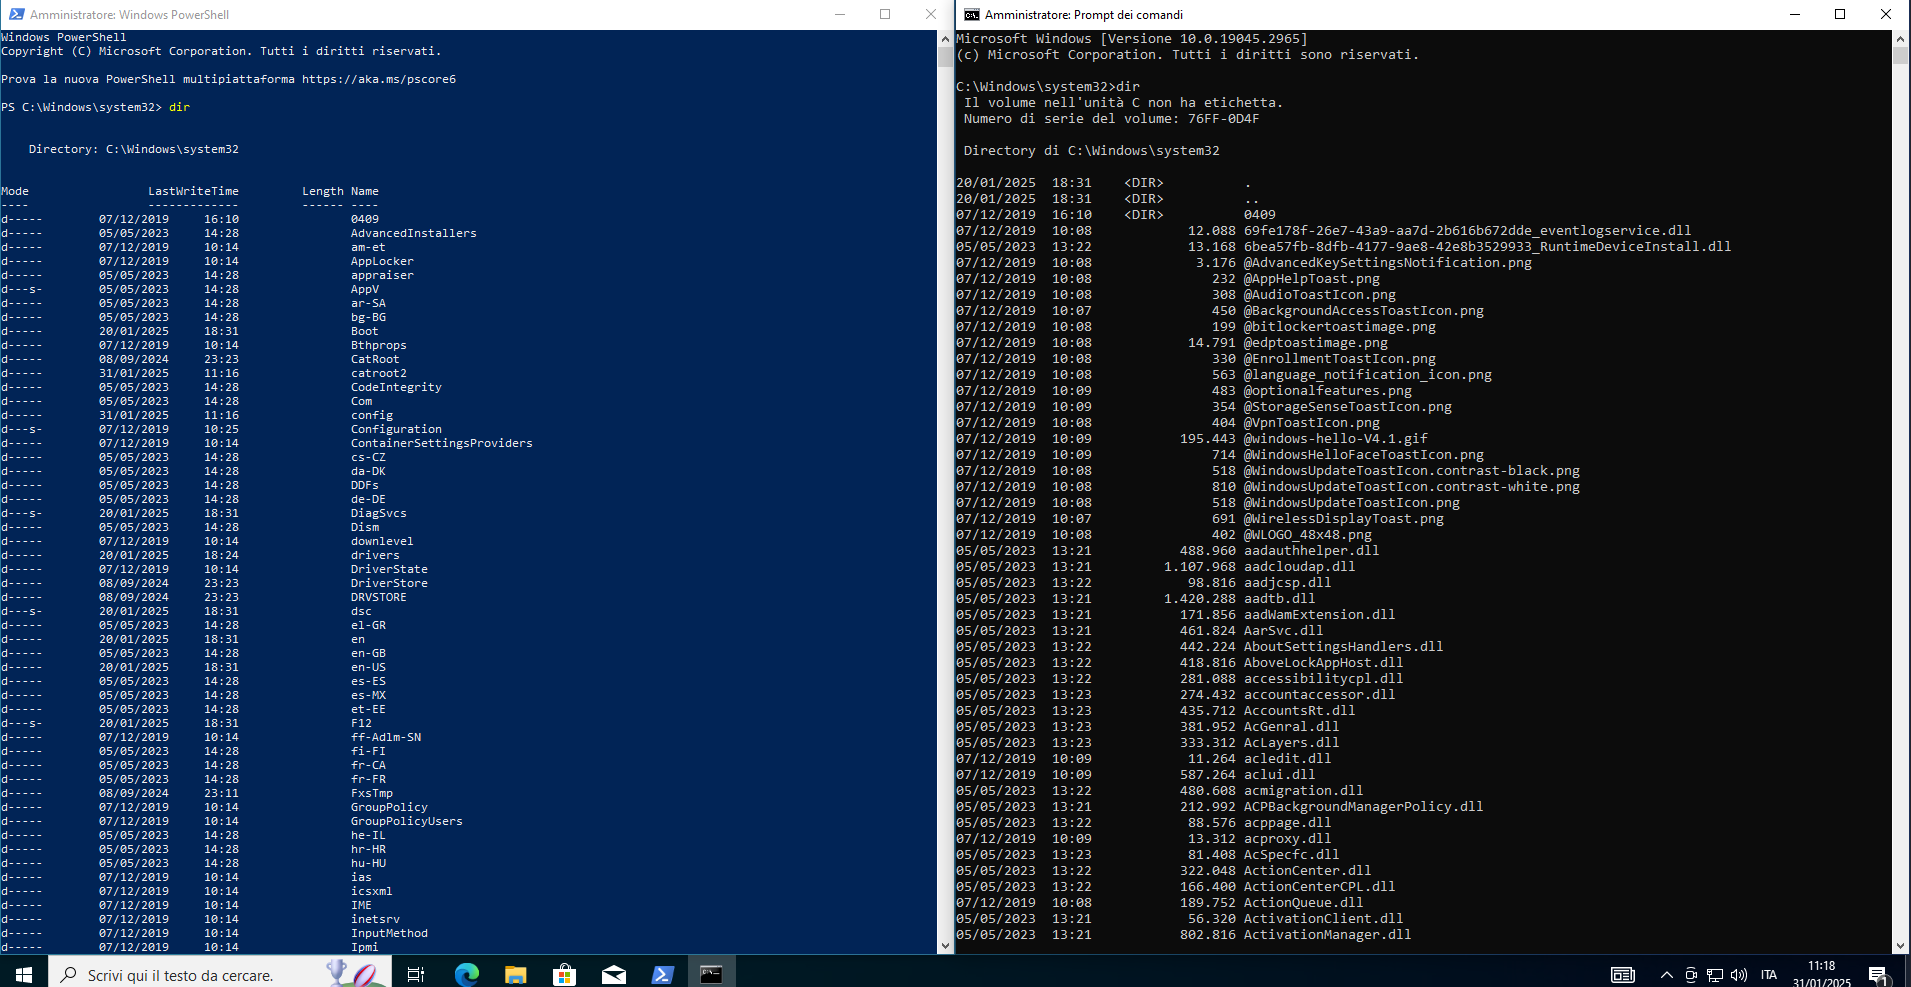 Amministratore: Windows PowerShell
Windows PowerShell
Copyright (C) Microsoft Corporation. Tutti i diritti riservati.
Prova la nuova PowerShell multipiattaforma https://aka.ms/pscore6
PS C:\Windows\system32> dir
Directory: C:\Windows\system32
Mode LastWriteTime Length Name
---- ------------- ------ ----
d----- 07/12/2019 16:10 0409
d----- 05/05/2023 14:28 AdvancedInstallers
d----- 07/12/2019 10:14 am-et
d----- 07/12/2019 10:14 AppLocker
d----- 05/05/2023 14:28 appraiser
d---s- 05/05/2023 14:28 AppV
d----- 05/05/2023 14:28 ar-SA
d----- 05/05/2023 14:28 bg-BG
d----- 20/01/2025 18:31 Boot
d----- 07/12/2019 10:14 Bthprops
d----- 08/09/2024 23:23 CatRoot
d----- 31/01/2025 11:16 catroot2
d----- 05/05/2023 14:28 CodeIntegrity
d----- 05/05/2023 14:28 Com
d----- 31/01/2025 11:16 config
d---s- 07/12/2019 10:25 Configuration
d----- 07/12/2019 10:14 ContainerSettingsProviders
d----- 05/05/2023 14:28 cs-CZ
d----- 05/05/2023 14:28 da-DK
d----- 05/05/2023 14:28 DDFs
d----- 05/05/2023 14:28 de-DE
d---s- 20/01/2025 18:31 DiagSvcs
d----- 05/05/2023 14:28 Dism
d----- 07/12/2019 10:14 downlevel
d----- 20/01/2025 18:24 drivers
d----- 07/12/2019 10:14 DriverState
d----- 08/09/2024 23:23 DriverStore
d----- 08/09/2024 23:23 DRVSTORE
d---s- 20/01/2025 18:31 dsc
d----- 05/05/2023 14:28 el-GR
d----- 20/01/2025 18:31 en
d----- 05/05/2023 14:28 en-GB
d----- 20/01/2025 18:31 en-US
d----- 05/05/2023 14:28 es-ES
d----- 05/05/2023 14:28 es-MX
d----- 05/05/2023 14:28 et-EE
d---s- 20/01/2025 18:31 F12
d----- 07/12/2019 10:14 ff-Adlm-SN
d----- 05/05/2023 14:28 fi-FI
d----- 05/05/2023 14:28 fr-CA
d----- 05/05/2023 14:28 fr-FR
d----- 08/09/2024 23:11 FxsTmp
d----- 07/12/2019 10:14 GroupPolicy
d----- 07/12/2019 10:14 GroupPolicyUsers
d----- 05/05/2023 14:28 he-IL
d----- 05/05/2023 14:28 hr-HR
d----- 05/05/2023 14:28 hu-HU
d----- 07/12/2019 10:14 ias
d----- 07/12/2019 10:14 icsxml
d----- 07/12/2019 10:14 IME
d----- 07/12/2019 10:14 inetsrv
d----- 07/12/2019 10:14 InputMethod
d----- 07/12/2019 10:14 Ipmi
Amministratore: Prompt dei comandi
Microsoft Windows [Versione 10.0.19045.2965]
(c) Microsoft Corporation. Tutti i diritti sono riservati.
C:\Windows\system32>dir
Il volume nell'unità C non ha etichetta.
Numero di serie del volume: 76FF-0D4F
Directory di C:\Windows\system32
20/01/2025 18:31 <DIR> .
20/01/2025 18:31 <DIR> ..
07/12/2019 16:10 <DIR> 0409
07/12/2019 10:08 12.088 69fe178f-26e7-43a9-aa7d-2b616b672dde_eventlogservice.dll
05/05/2023 13:22 13.168 6bea57fb-8dfb-4177-9ae8-42e8b3529933_RuntimeDeviceInstall.dll
07/12/2019 10:08 3.176 @AdvancedKeySettingsNotification.png
07/12/2019 10:08 232 @AppHelpToast.png
07/12/2019 10:08 308 @AudioToastIcon.png
07/12/2019 10:07 450 @BackgroundAccessToastIcon.png
07/12/2019 10:08 199 @bitlockertoastimage.png
07/12/2019 10:08 14.791 @edptoastimage.png
07/12/2019 10:08 330 @EnrollmentToastIcon.png
07/12/2019 10:08 563 @language_notification_icon.png
07/12/2019 10:09 483 @optionalfeatures.png
07/12/2019 10:09 354 @StorageSenseToastIcon.png
07/12/2019 10:08 404 @VpnToastIcon.png
07/12/2019 10:09 195.443 @windows-hello-V4.1.gif
07/12/2019 10:09 714 @WindowsHelloFaceToastIcon.png
07/12/2019 10:08 518 @WindowsUpdateToastIcon.contrast-black.png
07/12/2019 10:08 810 @WindowsUpdateToastIcon.contrast-white.png
07/12/2019 10:08 518 @WindowsUpdateToastIcon.png
07/12/2019 10:07 691 @WirelessDisplayToast.png
07/12/2019 10:08 402 @WLOGO_48x48.png
05/05/2023 13:21 488.960 aadauthhelper.dll
05/05/2023 13:21 1.107.968 aadcloudap.dll
05/05/2023 13:22 98.816 aadjcsp.dll
05/05/2023 13:21 1.420.288 aadtb.dll
05/05/2023 13:21 171.856 aadWamExtension.dll
05/05/2023 13:21 461.824 AarSvc.dll
05/05/2023 13:22 442.224 AboutSettingsHandlers.dll
05/05/2023 13:22 418.816 AboveLockAppHost.dll
05/05/2023 13:22 281.088 accessibilitycpl.dll
05/05/2023 13:23 274.432 accountaccessor.dll
05/05/2023 13:23 435.712 AccountsRt.dll
05/05/2023 13:23 381.952 AcGenral.dll
05/05/2023 13:23 333.312 AcLayers.dll
07/12/2019 10:09 11.264 acledit.dll
07/12/2019 10:09 587.264 aclui.dll
05/05/2023 13:22 480.608 acmigration.dll
05/05/2023 13:21 212.992 ACPBackgroundManagerPolicy.dll
05/05/2023 13:22 88.576 acppage.dll
07/12/2019 10:09 13.312 acproxy.dll
05/05/2023 13:23 81.408 AcSpecfc.dll
05/05/2023 13:22 322.048 ActionCenter.dll
05/05/2023 13:22 166.400 ActionCenterCPL.dll
07/12/2019 10:08 189.752 ActionQueue.dll
05/05/2023 13:21 56.320 ActivationClient.dll
05/05/2023 13:21 802.816 ActivationManager.dll
Scrivi qui il testo da cercare.
ITA
11:18
31/01/2025
1